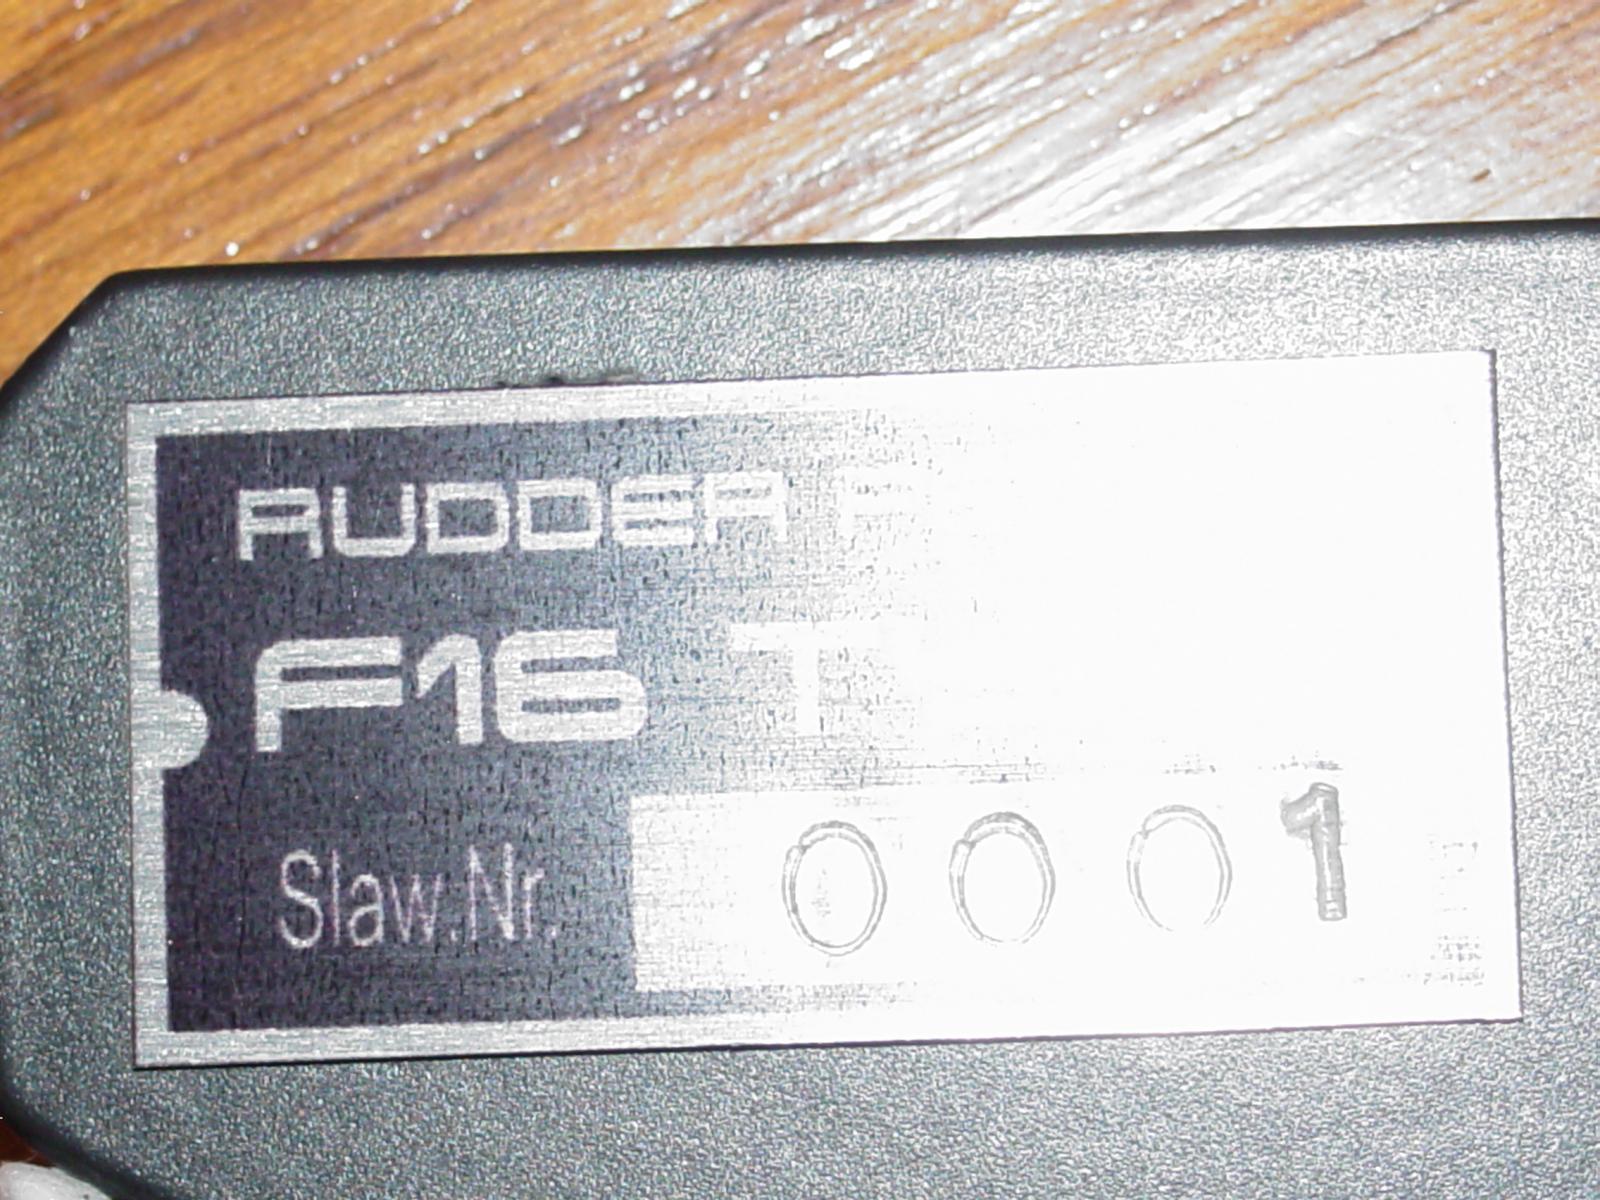 RUDDER
F16
Slaw.Nr. 0001